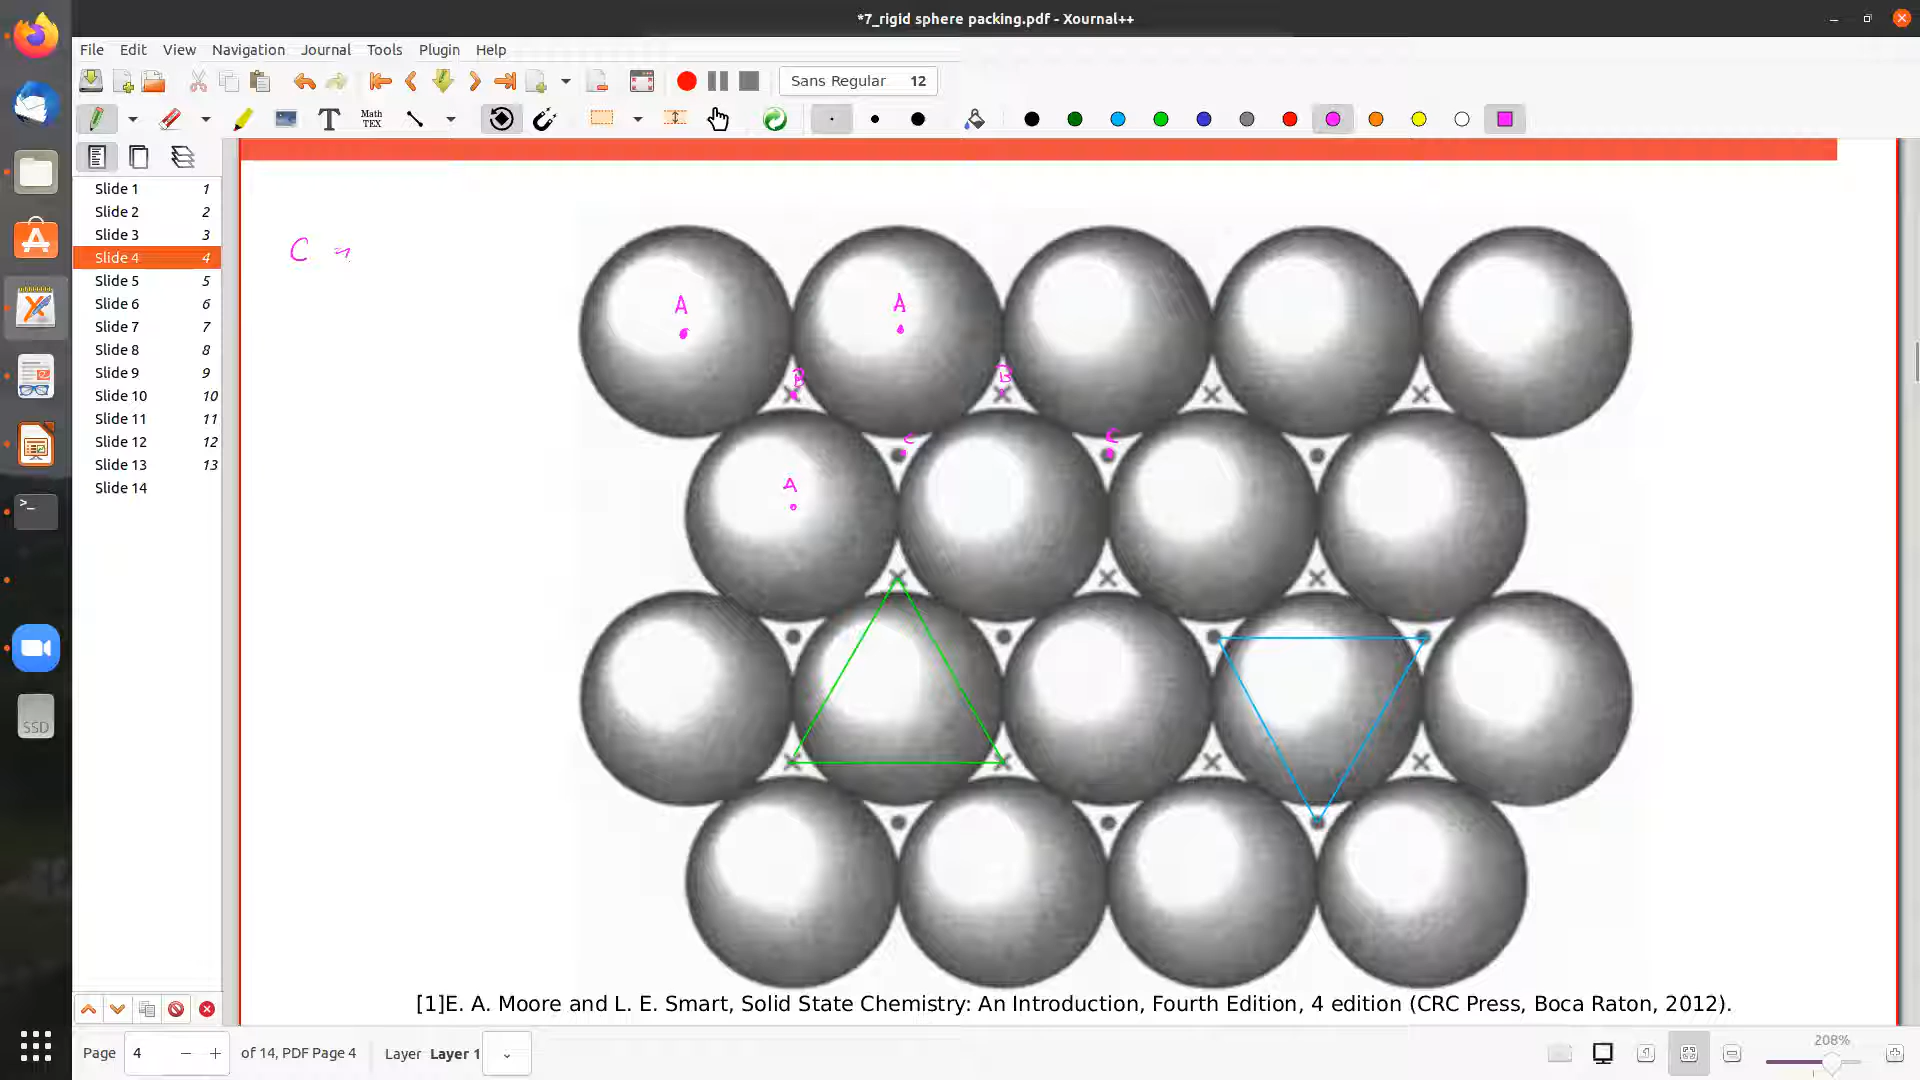 *7_rigid sphere packing.pdf - Xournal++
File Edit View Navigation Journal Tools Plugin Help
Sans Regular 12
T Math TEX
Slide 1 1
Slide 2 2
Slide 3 3
Slide 4 4
Slide 5 5
Slide 6 6
Slide 7 7
Slide 8 8
Slide 9 9
Slide 10 10
Slide 11 11
Slide 12 12
Slide 13 13
Slide 14
C
A A
B B
C C
A
SSD
[1]E. A. Moore and L. E. Smart, Solid State Chemistry: An Introduction, Fourth Edition, 4 edition (CRC Press, Boca Raton, 2012).
Page 4 − + of 14, PDF Page 4 Layer Layer 1
208%